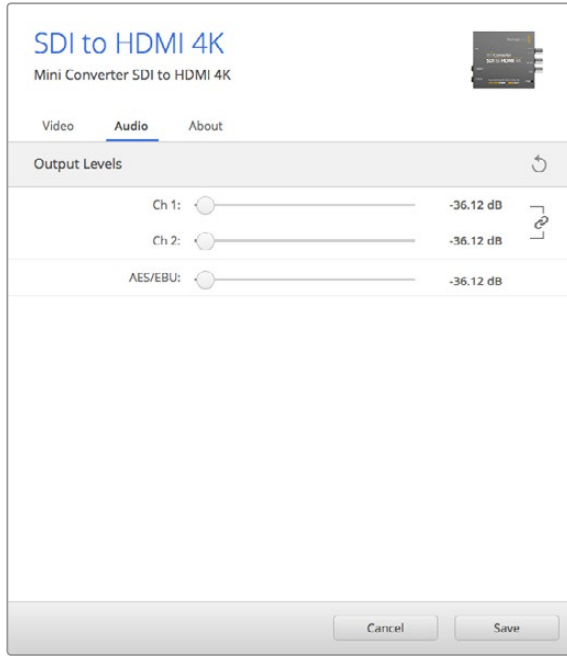 SDI to HDMI 4K
Mini Converter SDI to HDMI 4K
Video Audio About
Output Levels
Ch 1: -36.12 dB
Ch 2: -36.12 dB
AES/EBU: -36.12 dB
Cancel Save